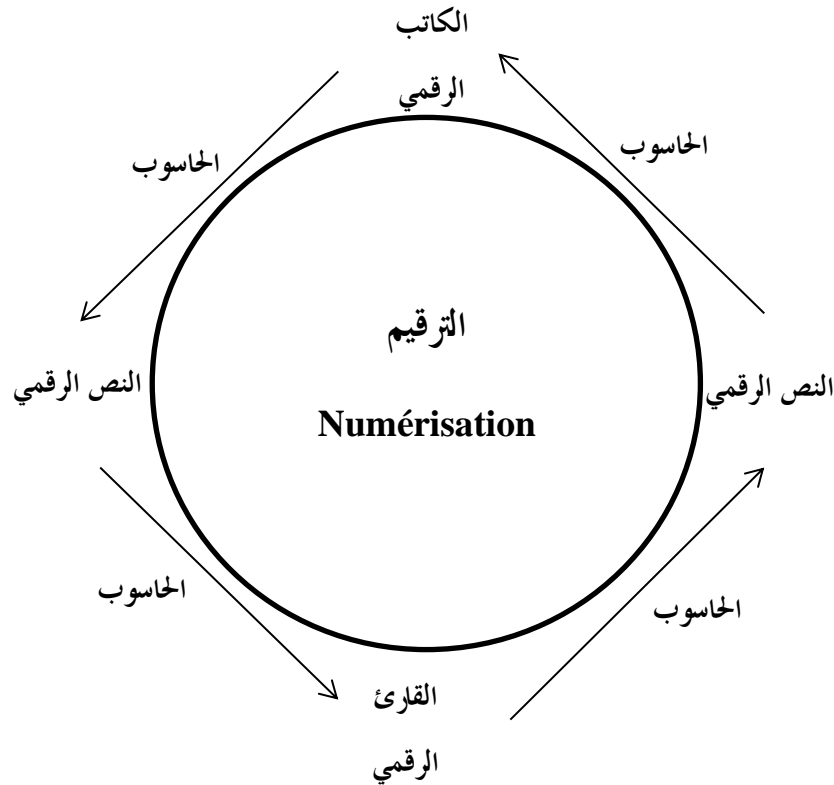 الكاتب
الرقمي
الحاسوب
الحاسوب
الترقيم
النص الرقمي
النص الرقمي
Numérisation
الحاسوب
الحاسوب
القارئ
الرقمي